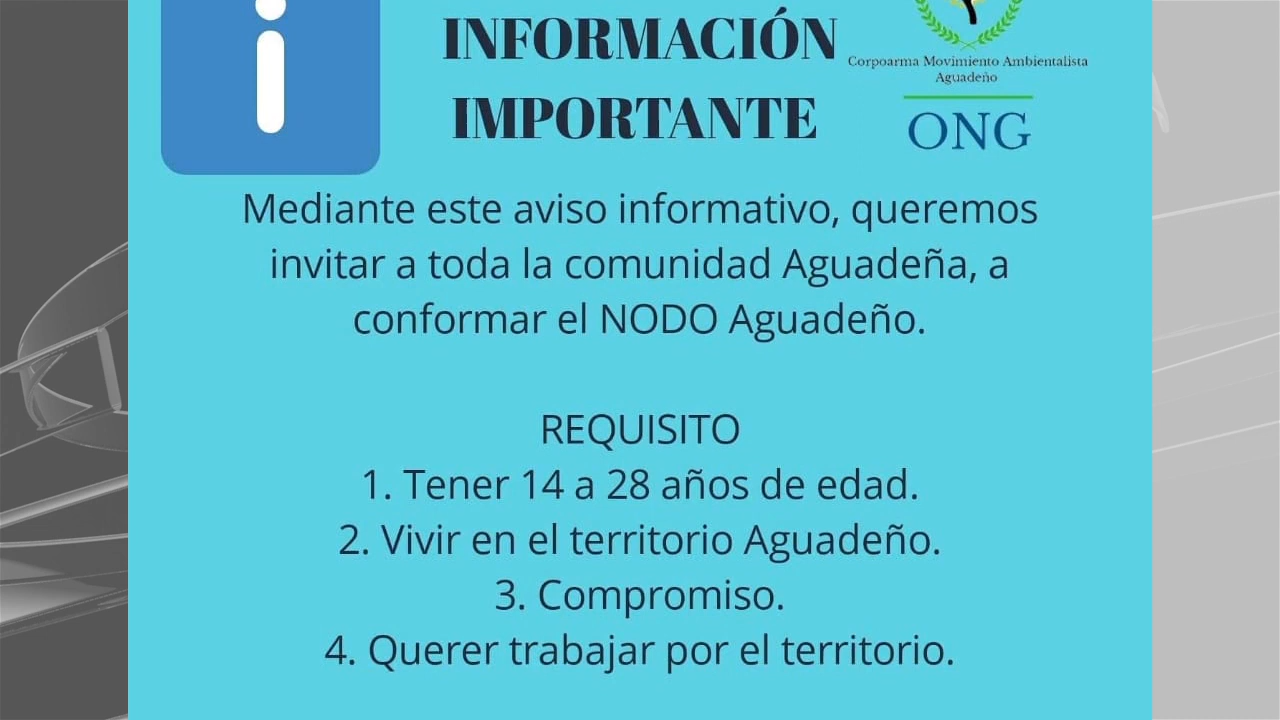 INFORMACIÓN
IMPORTANTE
Corpoarma Movimiento Ambientalista
Aguadeño
ONG
Mediante este aviso informativo, queremos
invitar a toda la comunidad Aguadeña, a
conformar el NODO Aguadeño.
REQUISITO
1. Tener 14 a 28 años de edad.
2. Vivir en el territorio Aguadeño.
3. Compromiso.
4. Querer trabajar por el territorio.